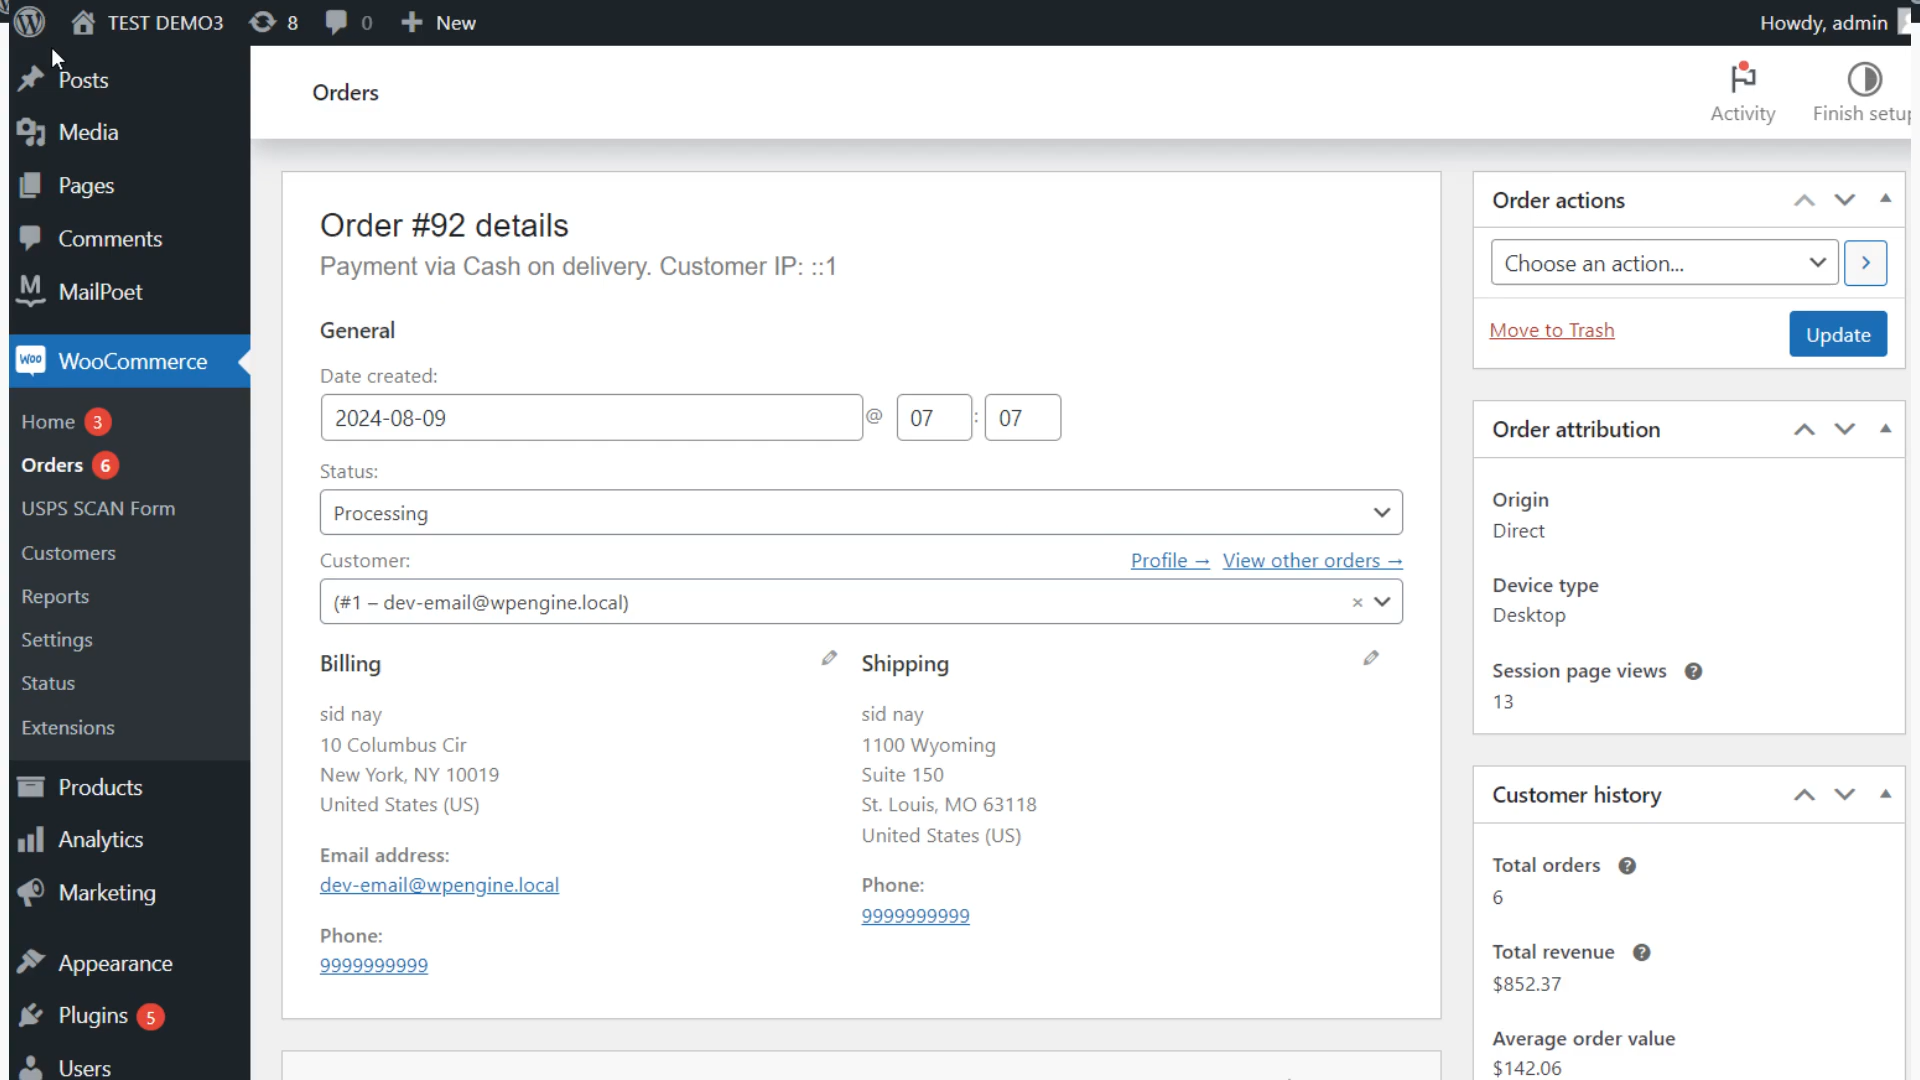 TEST DEMO3 8 0 New
Howdy, admin
Posts
Media
Pages
Comments
MailPoet
Woo WooCommerce
Home 3
Orders 6
USPS SCAN Form
Customers
Reports
Settings
Status
Extensions
Products
Analytics
Marketing
Appearance
Plugins 5
Users
Orders
Activity
Finish setup
Order #92 details
Payment via Cash on delivery. Customer IP: ::1
General
Date created:
2024-08-09 @ 07 : 07
Status:
Processing
Customer:
Profile → View other orders →
(#1 – dev-email@wpengine.local) ×
Billing
sid nay
10 Columbus Cir
New York, NY 10019
United States (US)
Email address:
dev-email@wpengine.local
Phone:
9999999999
Shipping
sid nay
1100 Wyoming
Suite 150
St. Louis, MO 63118
United States (US)
Phone:
9999999999
Order actions
Choose an action...
Move to Trash
Update
Order attribution
Origin
Direct
Device type
Desktop
Session page views ?
13
Customer history
Total orders ?
6
Total revenue ?
$852.37
Average order value
$142.06